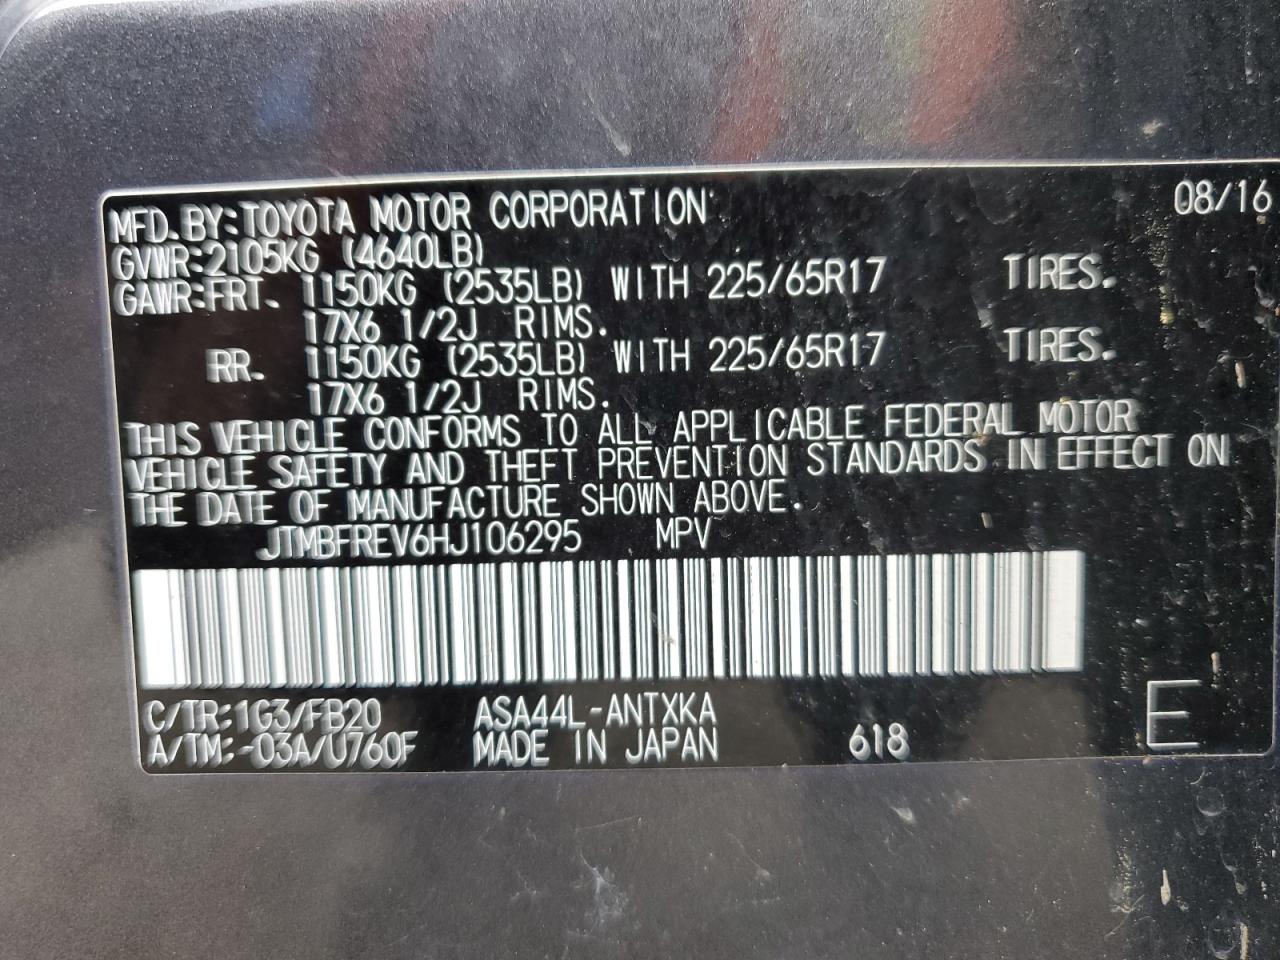 MFD.BY:TOYOTA MOTOR CORPORATION 08/16
GVWR:2105KG (4640LB)
GAWR:FRT. 1150KG (2535LB) WITH 225/65R17 TIRES.
17X6 1/2J RIMS.
RR. 1150KG (2535LB) WITH 225/65R17 TIRES.
17X6 1/2J RIMS.
THIS VEHICLE CONFORMS TO ALL APPLICABLE FEDERAL MOTOR
VEHICLE SAFETY AND THEFT PREVENTION STANDARDS IN EFFECT ON
THE DATE OF MANUFACTURE SHOWN ABOVE.
JTMBFREV6HJ106295 MPV
C/TR:1G3/FB20 ASA44L-ANTXKA
A/TM:-03A/U760F MADE IN JAPAN 618 E